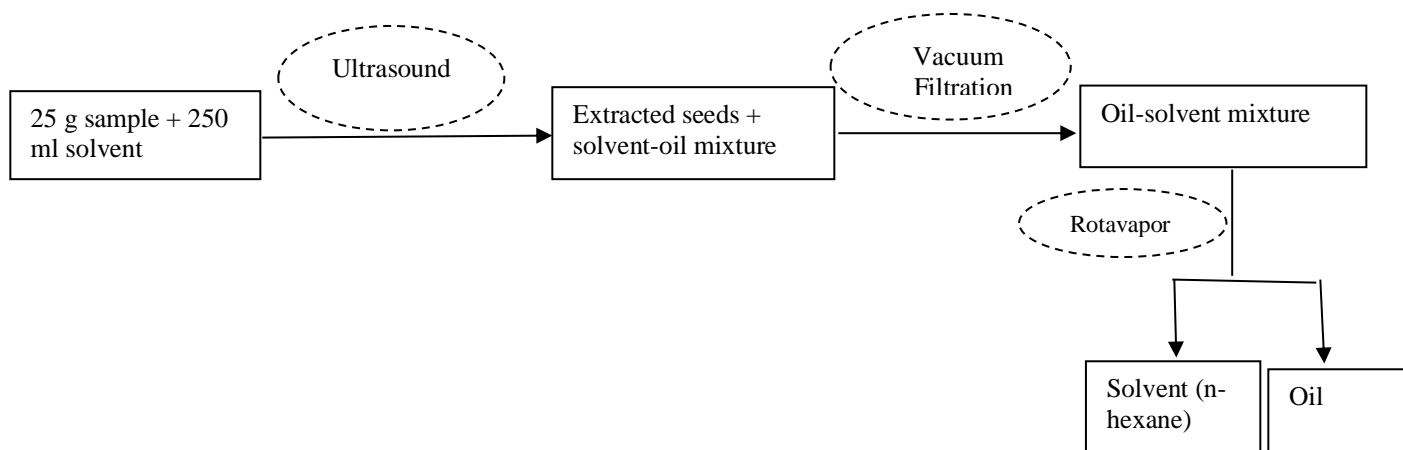 Ultrasound
Vacuum
Filtration
25 g sample + 250
ml solvent
Extracted seeds +
solvent-oil mixture
Oil-solvent mixture
Rotavapor
Solvent (n-
hexane)
Oil